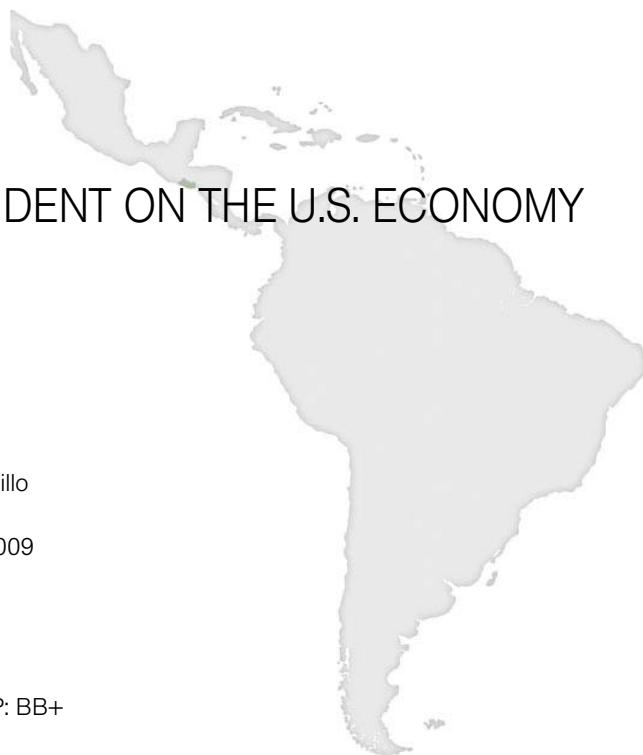 DENT ON THE U.S. ECONOMY
illo
009
: BB+